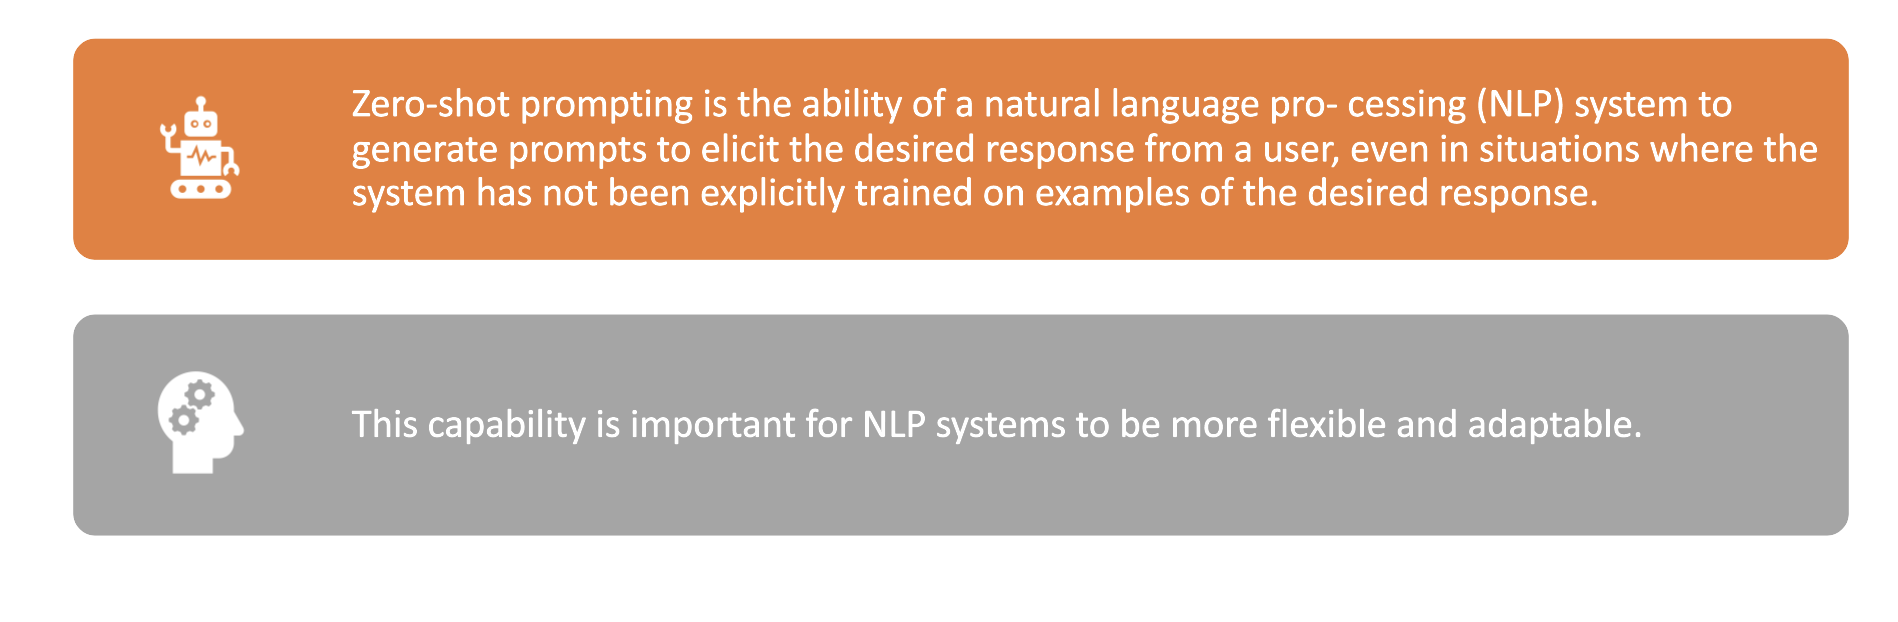 Zero-shot prompting is the ability of a natural language pro- cessing (NLP) system to
generate prompts to elicit the desired response from a user, even in situations where the
system has not been explicitly trained on examples of the desired response.
This capability is important for NLP systems to be more flexible and adaptable.